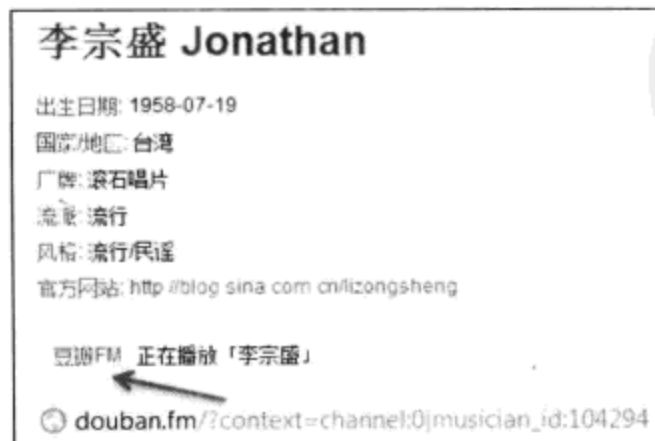 李宗盛 Jonathan
出生日期: 1958-07-19
国家/地区: 台湾
厂牌: 滚石唱片
流派: 流行
风格: 流行/民谣
官方网站: http://blog.sina.com.cn/lizongsheng
豆瓣FM 正在播放「李宗盛」
douban.fm/?context=channel:0|musician_id:104294